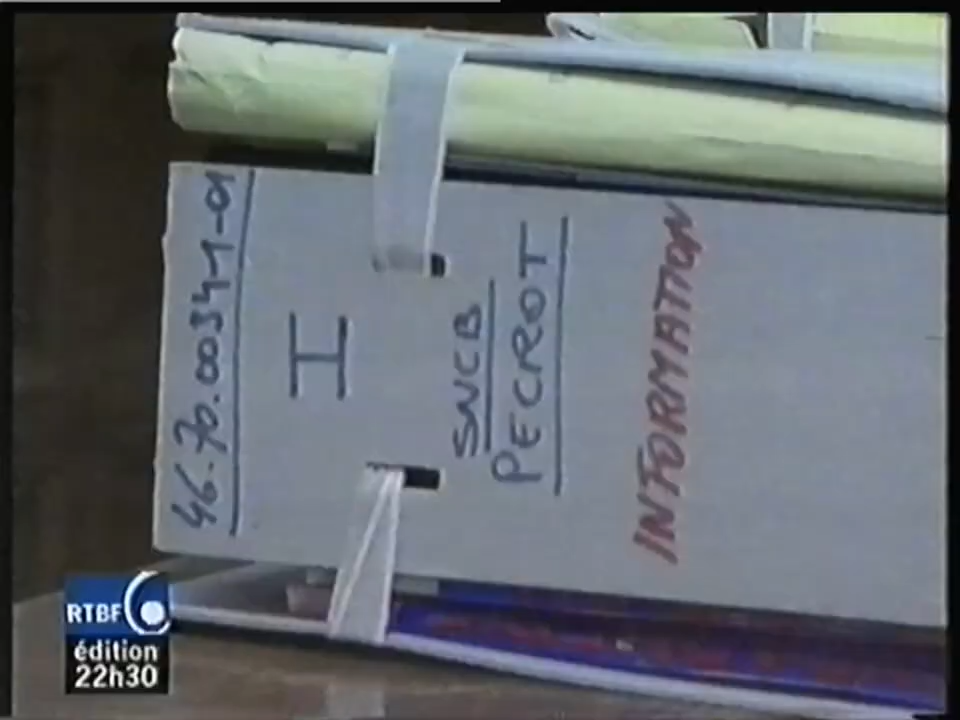 46.70.0034-01
I
SNCB
PECROT
INFORMATION
RTBF
édition
22h30